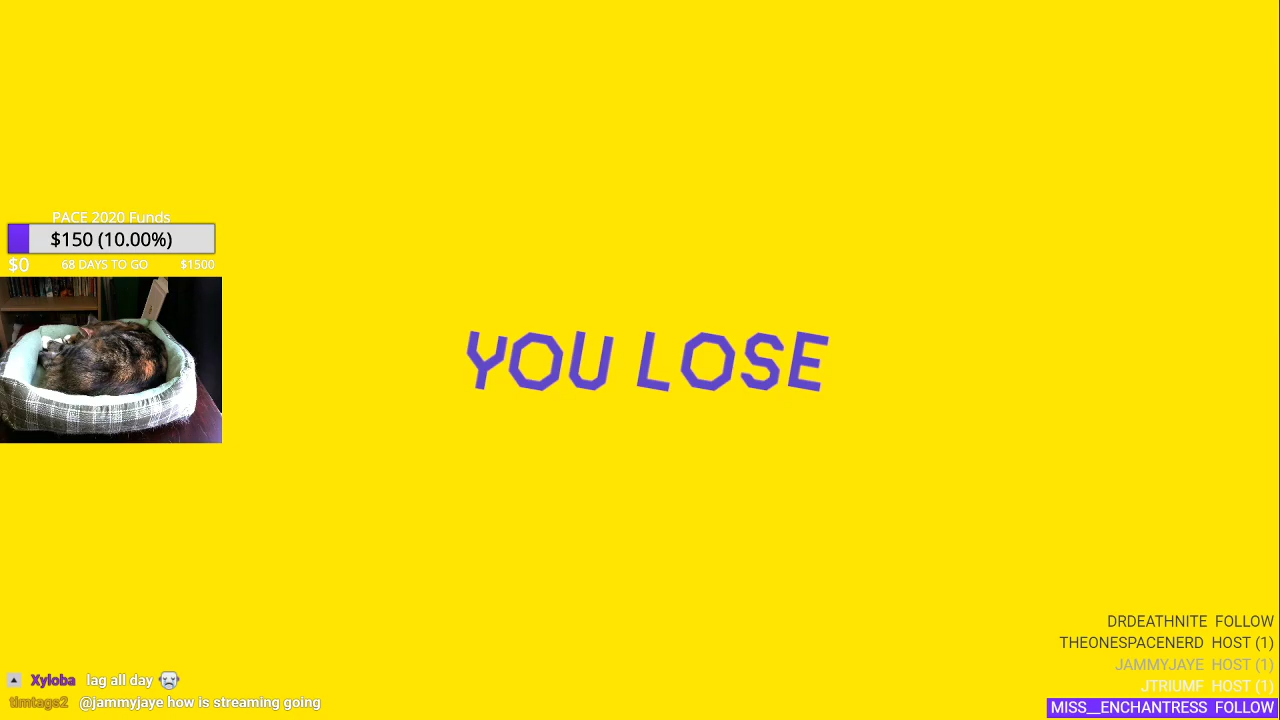 PACE 2020 Funds
$150 (10.00%)
$0 68 DAYS TO GO $1500
YOU LOSE
DRDEATHNITE FOLLOW
THEONESPACENERD HOST (1)
JAMMYJAYE HOST (1)
JTRIUMF HOST (1)
MISS__ENCHANTRESS FOLLOW
Xyloba lag all day
timtags2 @jammyjaye how is streaming going